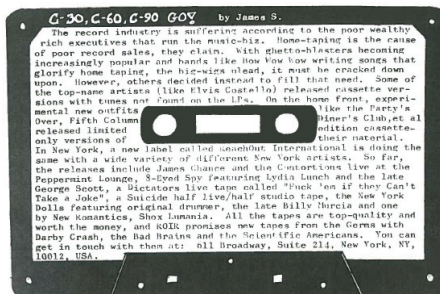 C-30, C-60, C-90 GO! by James S.
The record industry is suffering according to the poor wealthy
rich executives that run the music-biz. Home-taping is the cause
of poor record sales, they claim. With ghetto-blasters becoming
increasingly popular and bands like Bow Wow Wow writing songs that
glorify home taping, the big-wigs plead, it must be cracked down
upon. However, others decided instead to fill that need. Some of
the top-name artists (like Elvis Costello) released cassette ver-
sions with tunes not found on the LPs. On the home front, experi-
mental new outfits like the Party's
Over, Fifth Column Diner's Club, et al
released limited edition cassette-
only versions of their material.
In New York, a new label called ReachOut International is doing the
same with a wide variety of different New York artists. So far,
the releases include James Chance and the Contortions live at the
Peppermint Lounge, 8-Eyed Spy featuring Lydia Lunch and the late
George Scott, a Dictators live tape called "Fuck 'em if they Can't
Take a Joke", a Suicide half live/half studio tape, the New York
Dolls featuring original drummer, the late Billy Murcia and one
by New Romantics, Shox Lumania. All the tapes are top-quality and
worth the money, and ROIR promises new tapes from the Germs with
Darby Crash, the Bad Brains and the Scientific Americans. You can
get in touch with them at: 611 Broadway, Suite 214, New York, NY,
10012, USA.